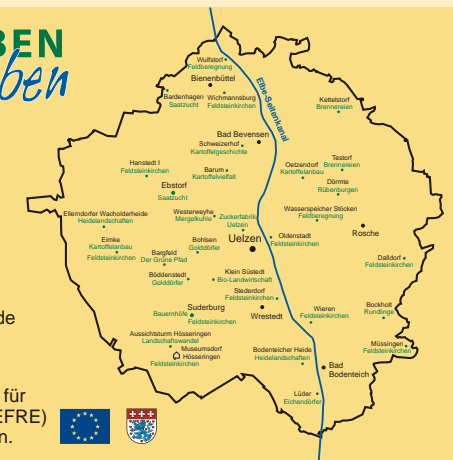 BEN
ben
Wulfstorf
Feldberegnung
Bienenbüttel
Bardenhagen
Saatzucht
Wichmannsburg
Feldsteinkirchen
Elbe-Seitenkanal
Kettelstorf
Brennereien
Bad Bevensen
Schweizerhof
Kartoffelgeschichte
Hanstedt I
Feldsteinkirchen
Barum
Kartoffelvielfalt
Oetzendorf
Kartoffelanbau
Testorf
Brennereien
Ebstorf
Saatzucht
Dörmte
Rübenburgen
Ellerndorfer Wacholderheide
Heidelandschaften
Westerweyhe
Mergelkuhle
Zuckerfabrik
Uelzen
Wasserspeicher Stöcken
Feldberegnung
Rosche
Eimke
Kartoffelanbau
Feldsteinkirchen
Bohlsen
Golddörfer
Uelzen
Oldenstadt
Feldsteinkirchen
Bargfeld
Der Grüne Pfad
Dalldorf
Feldsteinkirchen
Böddenstedt
Golddörfer
Klein Süstedt
Bio-Landwirtschaft
Stederdorf
Feldsteinkirchen
Suderburg
Bauernhöfe
Feldsteinkirchen
Wrestedt
Wieren
Feldsteinkirchen
Bockholt
Rundlinge
de
Aussichtsturm Hösseringen
Landschaftswandel
Museumsdorf
Hösseringen
Feldsteinkirchen
Bodenteicher Heide
Heidelandschaften
Müssingen
Feldsteinkirchen
Bad
Bodenteich
Lüder
Eichendörfer
für
EFRE)
n.